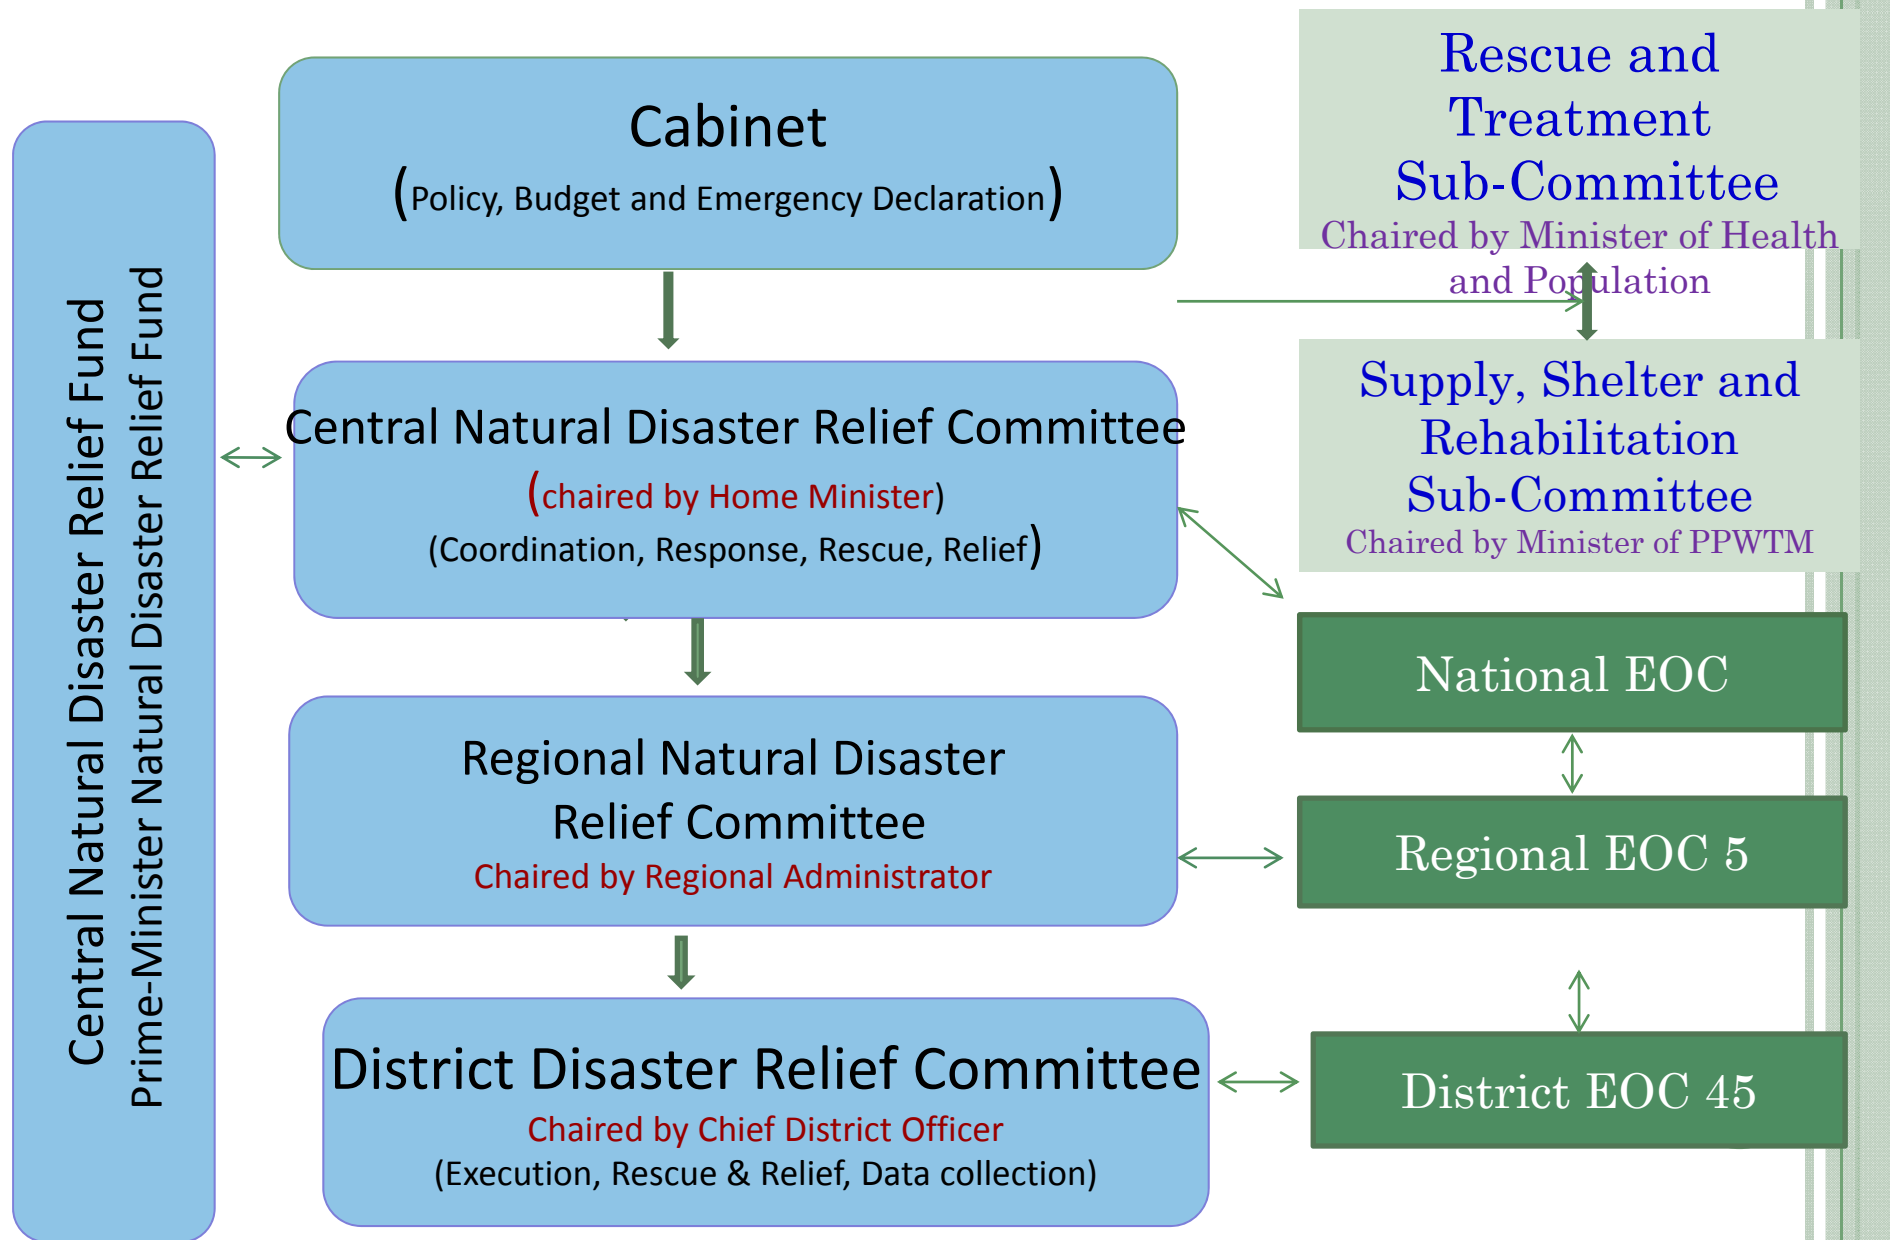 Central Natural Disaster Relief Fund
Prime-Minister Natural Disaster Relief Fund
Cabinet
(Policy, Budget and Emergency Declaration)
Central Natural Disaster Relief Committee
(chaired by Home Minister)
(Coordination, Response, Rescue, Relief)
Regional Natural Disaster
Relief Committee
Chaired by Regional Administrator
District Disaster Relief Committee
Chaired by Chief District Officer
(Execution, Rescue & Relief, Data collection)
Rescue and
Treatment
Sub-Committee
Chaired by Minister of Health
and Population
Supply, Shelter and
Rehabilitation
Sub-Committee
Chaired by Minister of PPWTM
National EOC
Regional EOC 5
District EOC 45